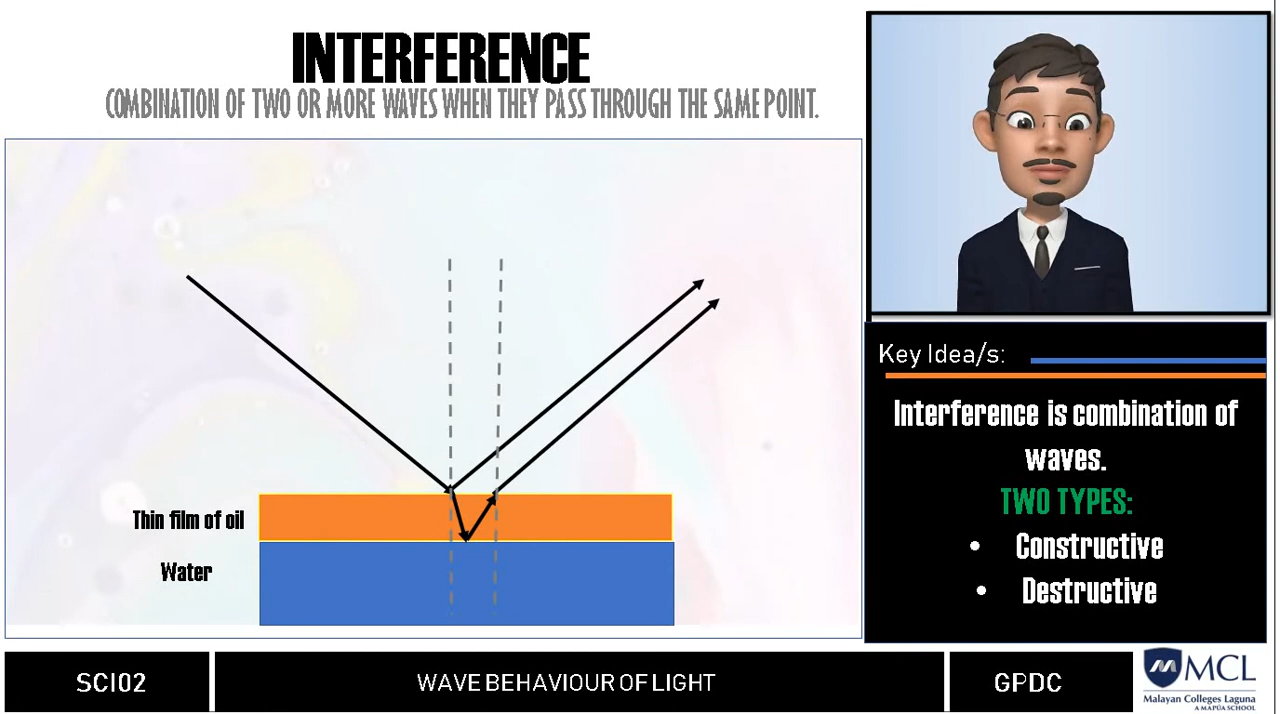 INTERFERENCE
COMBINATION OF TWO OR MORE WAVES WHEN THEY PASS THROUGH THE SAME POINT.
Thin film of oil
Water
Key Idea/s:
Interference is combination of
waves.
TWO TYPES:
• Constructive
• Destructive
SCI02
WAVE BEHAVIOUR OF LIGHT
GPDC
MCL
Malayan Colleges Laguna
A MAPÚA SCHOOL